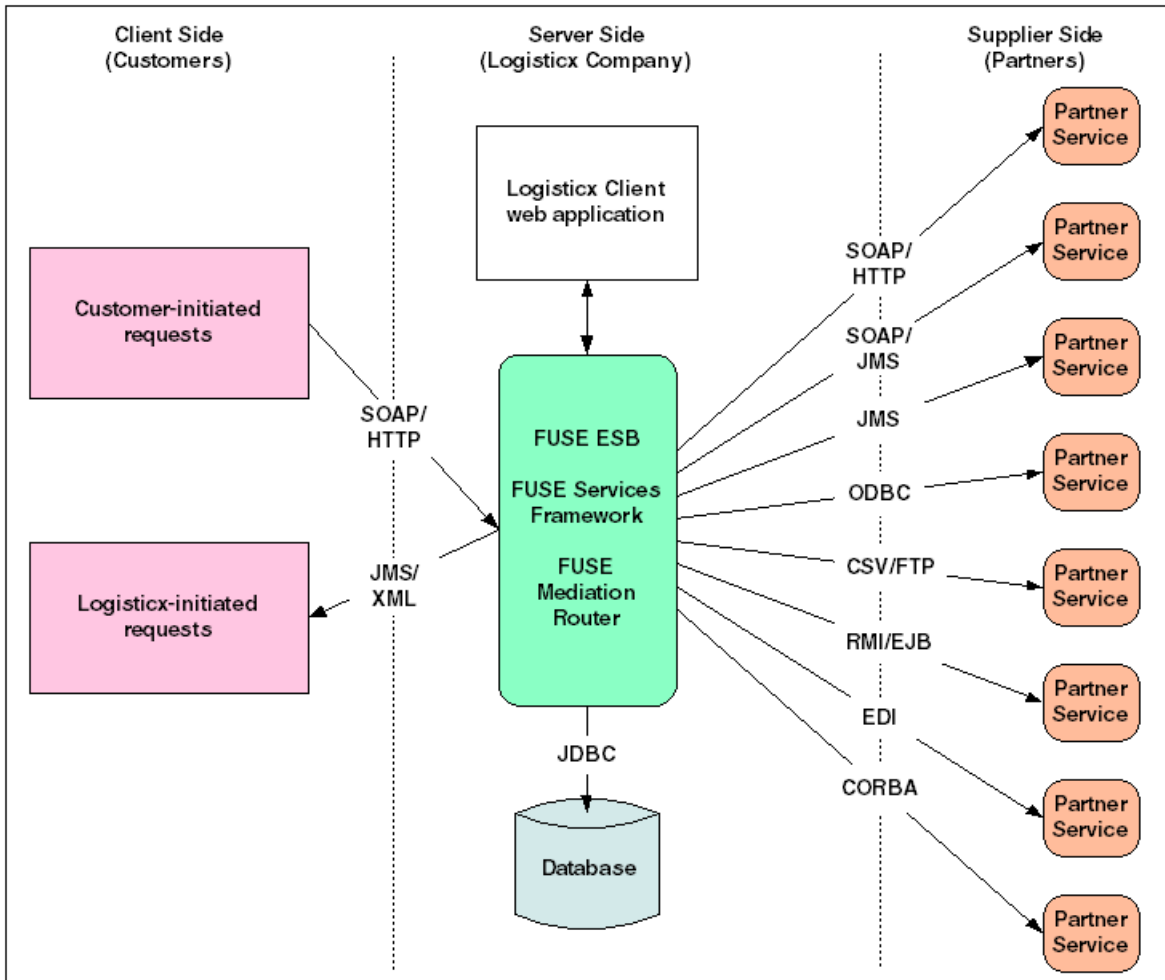 Client Side
(Customers)
Server Side
(Logisticx Company)
Supplier Side
(Partners)
Logisticx Client
web application
Customer-initiated
requests
Logisticx-initiated
requests
SOAP/
HTTP
JMS/
XML
FUSE ESB
FUSE Services
Framework
FUSE
Mediation
Router
JDBC
Database
SOAP/
HTTP
SOAP/
JMS
JMS
ODBC
CSV/FTP
RMI/EJB
EDI
CORBA
Partner
Service
Partner
Service
Partner
Service
Partner
Service
Partner
Service
Partner
Service
Partner
Service
Partner
Service